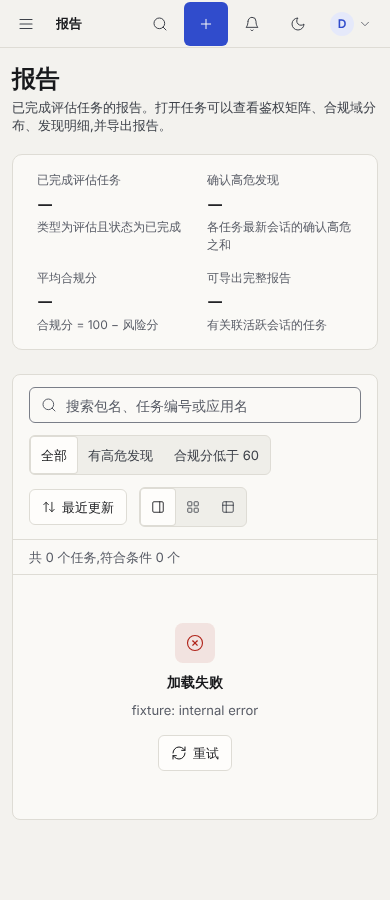 报告
D
报告
已完成评估任务的报告。打开任务可以查看鉴权矩阵、合规域分
布、发现明细,并导出报告。
已完成评估任务
—
类型为评估且状态为已完成
确认高危发现
—
各任务最新会话的确认高危
之和
平均合规分
—
合规分 = 100 − 风险分
可导出完整报告
—
有关联活跃会话的任务
搜索包名、任务编号或应用名
全部 有高危发现 合规分低于 60
最近更新
共 0 个任务,符合条件 0 个
加载失败
fixture: internal error
重试